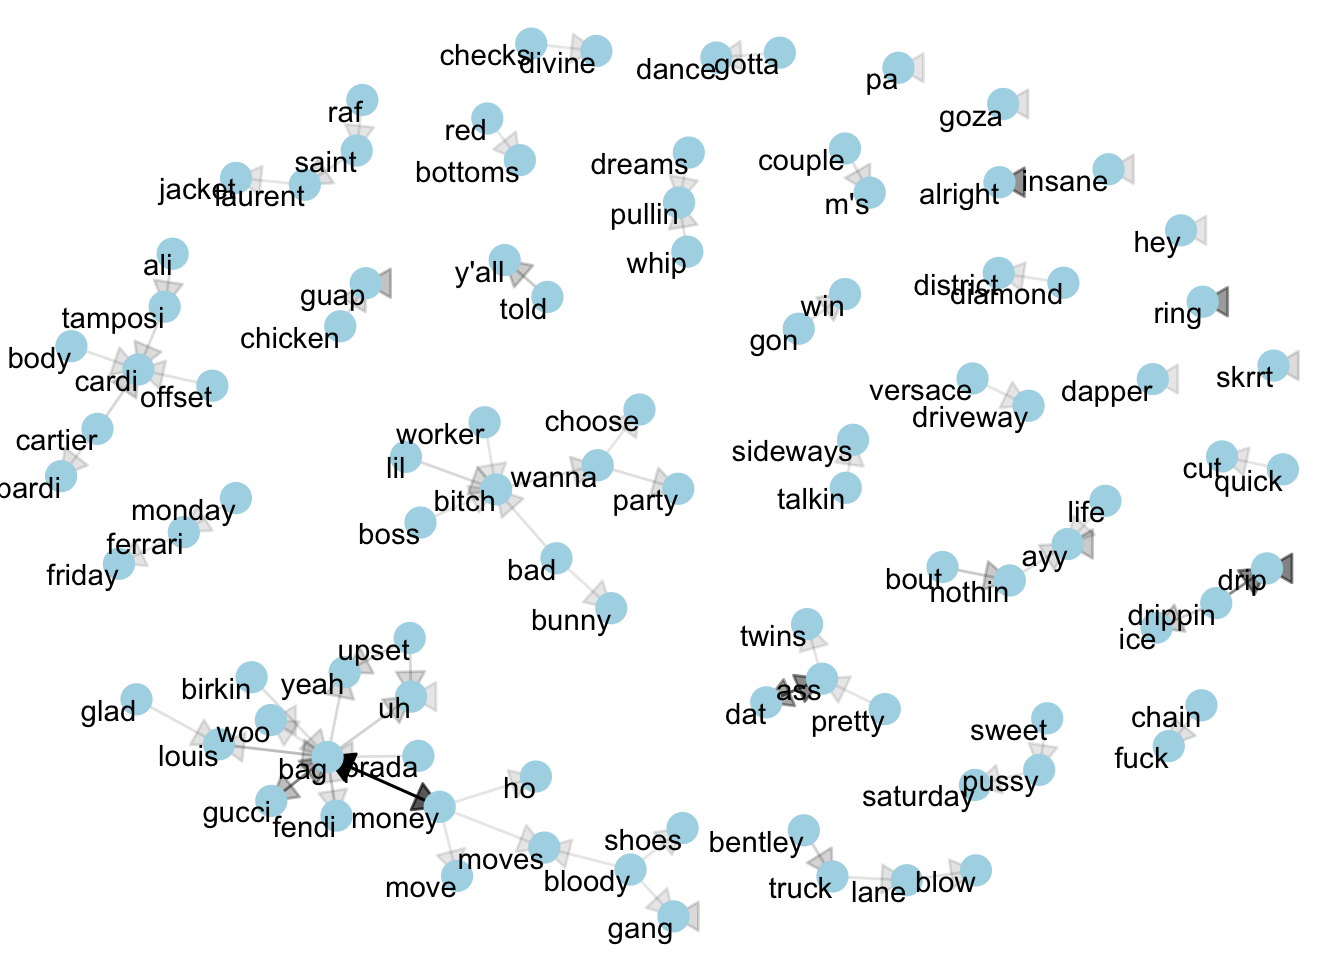 checks
divine
dance
gotta
pa
raf
goza
red
saint
bottoms
dreams
couple
jacket
laurent
alright
insane
pullin
m's
hey
ali
y'all
whip
district
diamond
guap
told
tamposi
win
ring
chicken
gon
body
cardi
offset
versace
dapper
skrrt
driveway
choose
worker
cartier
sideways
lil
wanna
cut
quick
bardi
bitch
party
talkin
monday
boss
life
ferrari
ayy
friday
bad
bout
nothin
drip
bunny
drippin
ice
twins
upset
birkin
yeah
ass
glad
uh
dat
pretty
chain
woo
sweet
louis
fuck
bag
prada
pussy
ho
saturday
gucci
fendi
money
shoes
bentley
moves
move
bloody
truck
lane
blow
gang